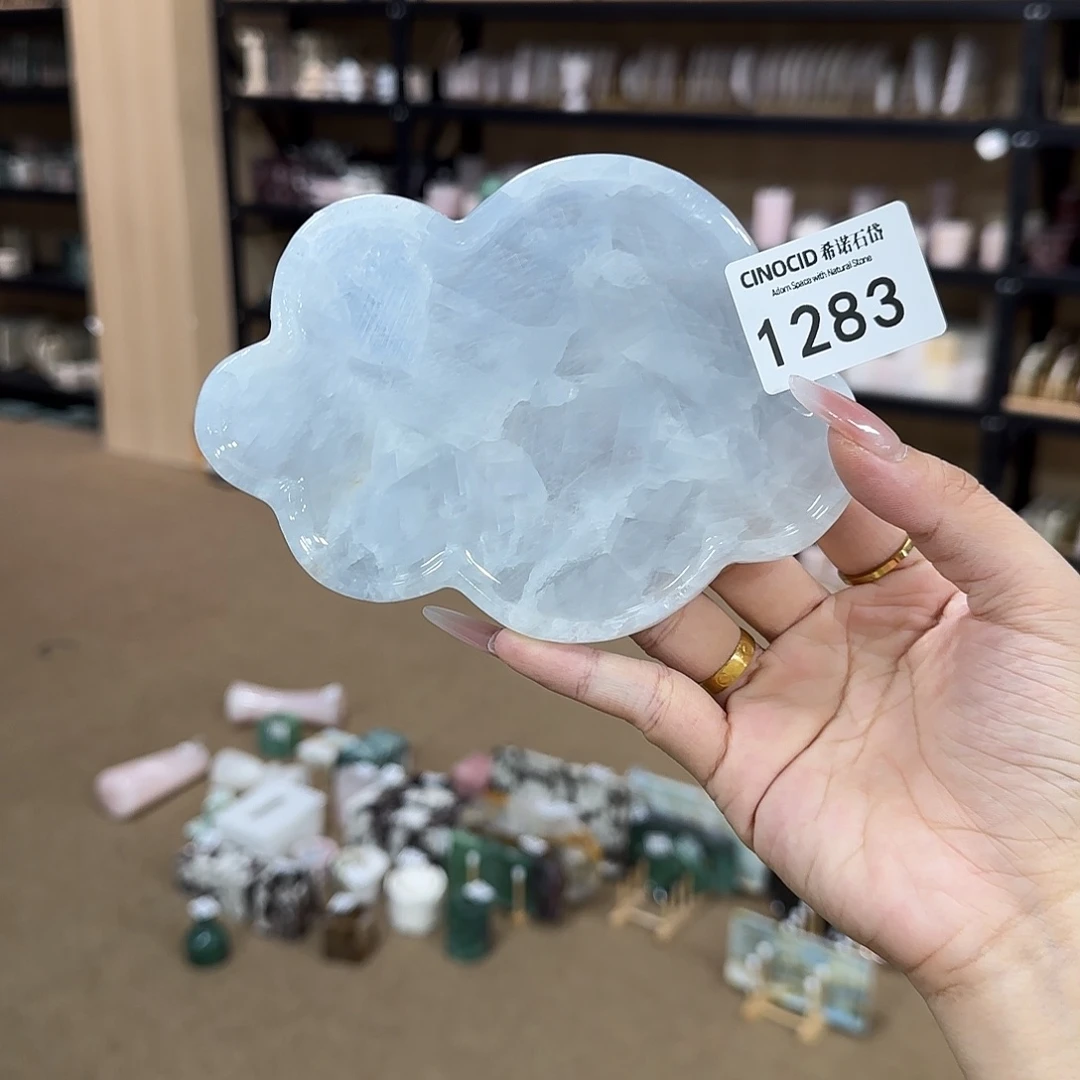 CINOCID 希诺石岱
Adorn Space with Natural Stone
1283